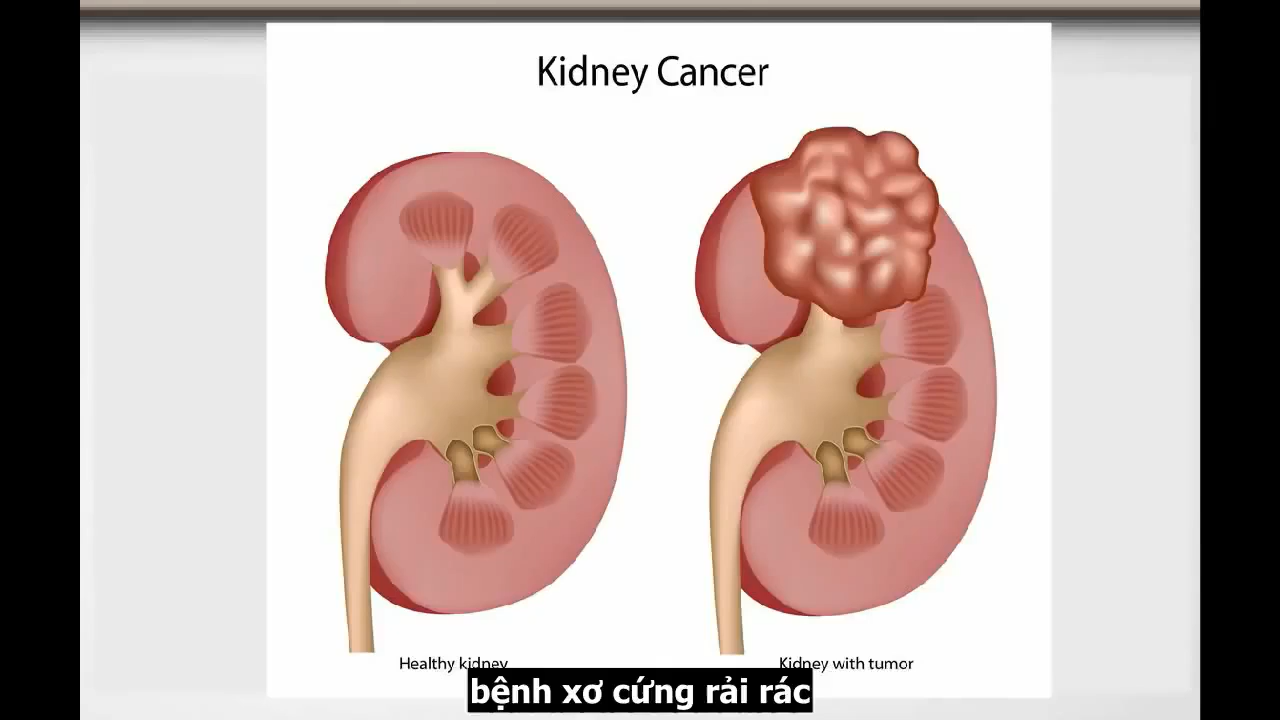 Kidney Cancer
Healthy kidney
Kidney with tumor
bệnh xơ cứng rải rác